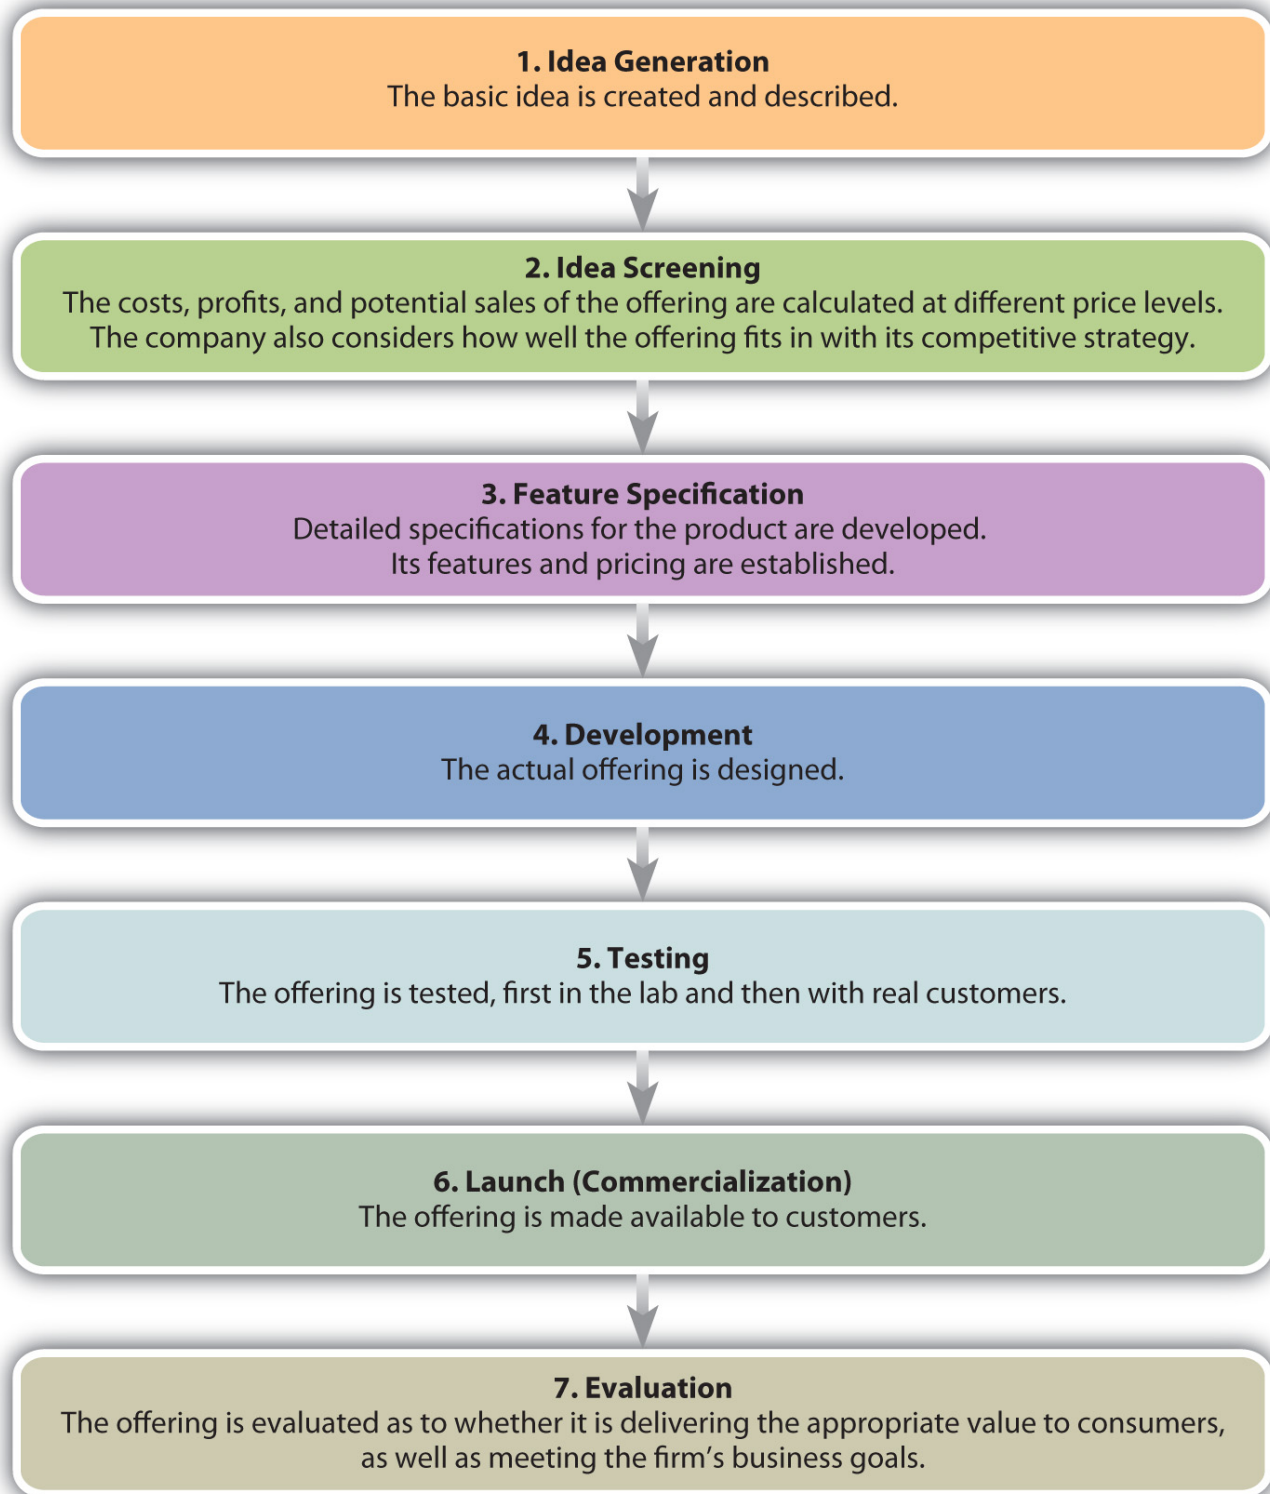 1. Idea Generation
The basic idea is created and described.
2. Idea Screening
The costs, profits, and potential sales of the offering are calculated at different price levels.
The company also considers how well the offering fits in with its competitive strategy.
3. Feature Specification
Detailed specifications for the product are developed.
Its features and pricing are established.
4. Development
The actual offering is designed.
5. Testing
The offering is tested, first in the lab and then with real customers.
6. Launch (Commercialization)
The offering is made available to customers.
7. Evaluation
The offering is evaluated as to whether it is delivering the appropriate value to consumers,
as well as meeting the firm’s business goals.